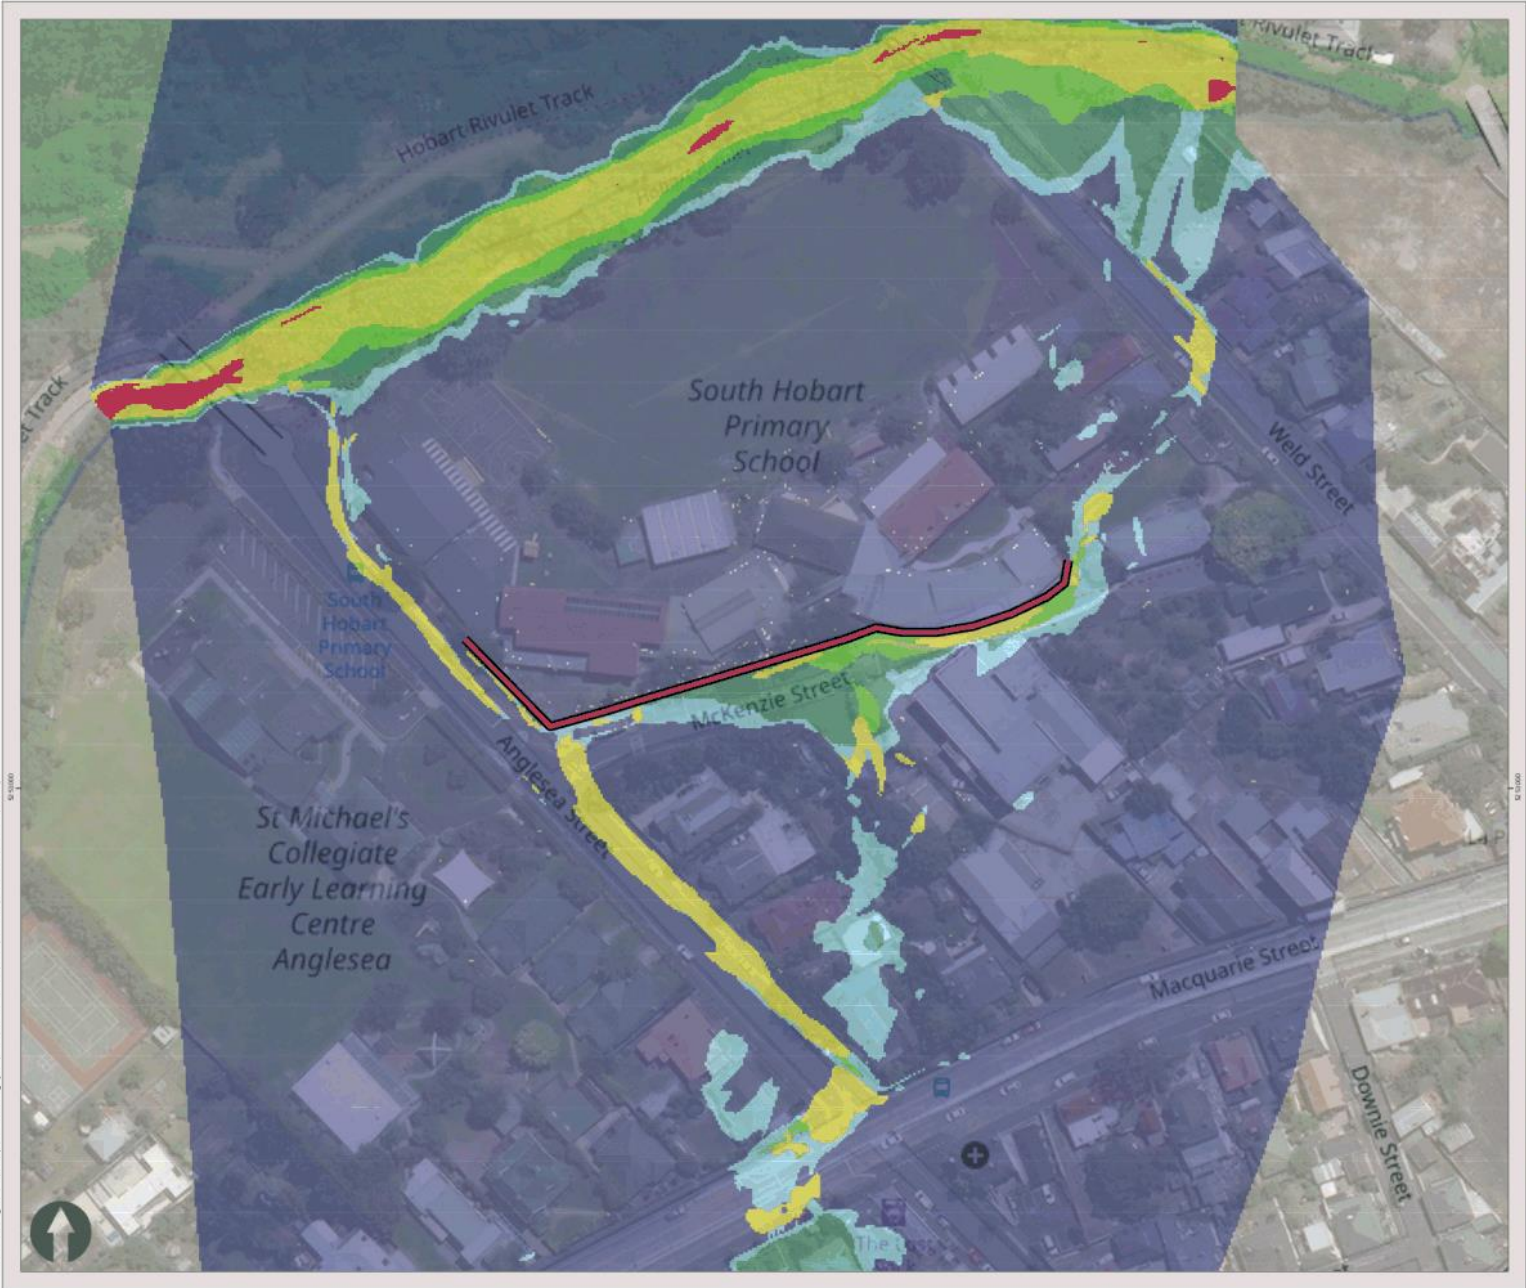 t Rivulet Tract
Hobart Rivulet Track
et Track
South Hobart
Primary
School
Weld Street
South
Hobart
Primary
School
McKenzie Street
Anglesea Street
St Michael's
Collegiate
Early Learning
Centre
Anglesea
Macquarie Street
Downie Street